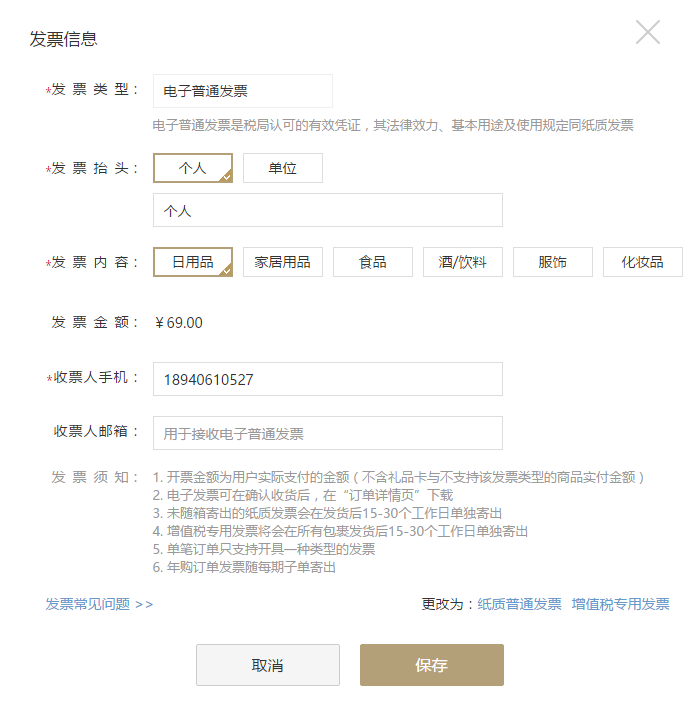 发票信息
*发票类型： 电子普通发票
电子普通发票是税局认可的有效凭证，其法律效力、基本用途及使用规定同纸质发票
*发票抬头： 个人 单位
个人
*发票内容： 日用品 家居用品 食品 酒/饮料 服饰 化妆品
发票金额： ￥69.00
*收票人手机： 18940610527
收票人邮箱： 用于接收电子普通发票
发票须知： 1. 开票金额为用户实际支付的金额（不含礼品卡与不支持该发票类型的商品实付金额）
2. 电子发票可在确认收货后，在“订单详情页”下载
3. 未随箱寄出的纸质发票会在发货后15-30个工作日单独寄出
4. 增值税专用发票将会在所有包裹发货后15-30个工作日单独寄出
5. 单笔订单只支持开具一种类型的发票
6. 年购订单发票随每期子单寄出
发票常见问题 >> 更改为：纸质普通发票 增值税专用发票
取消 保存